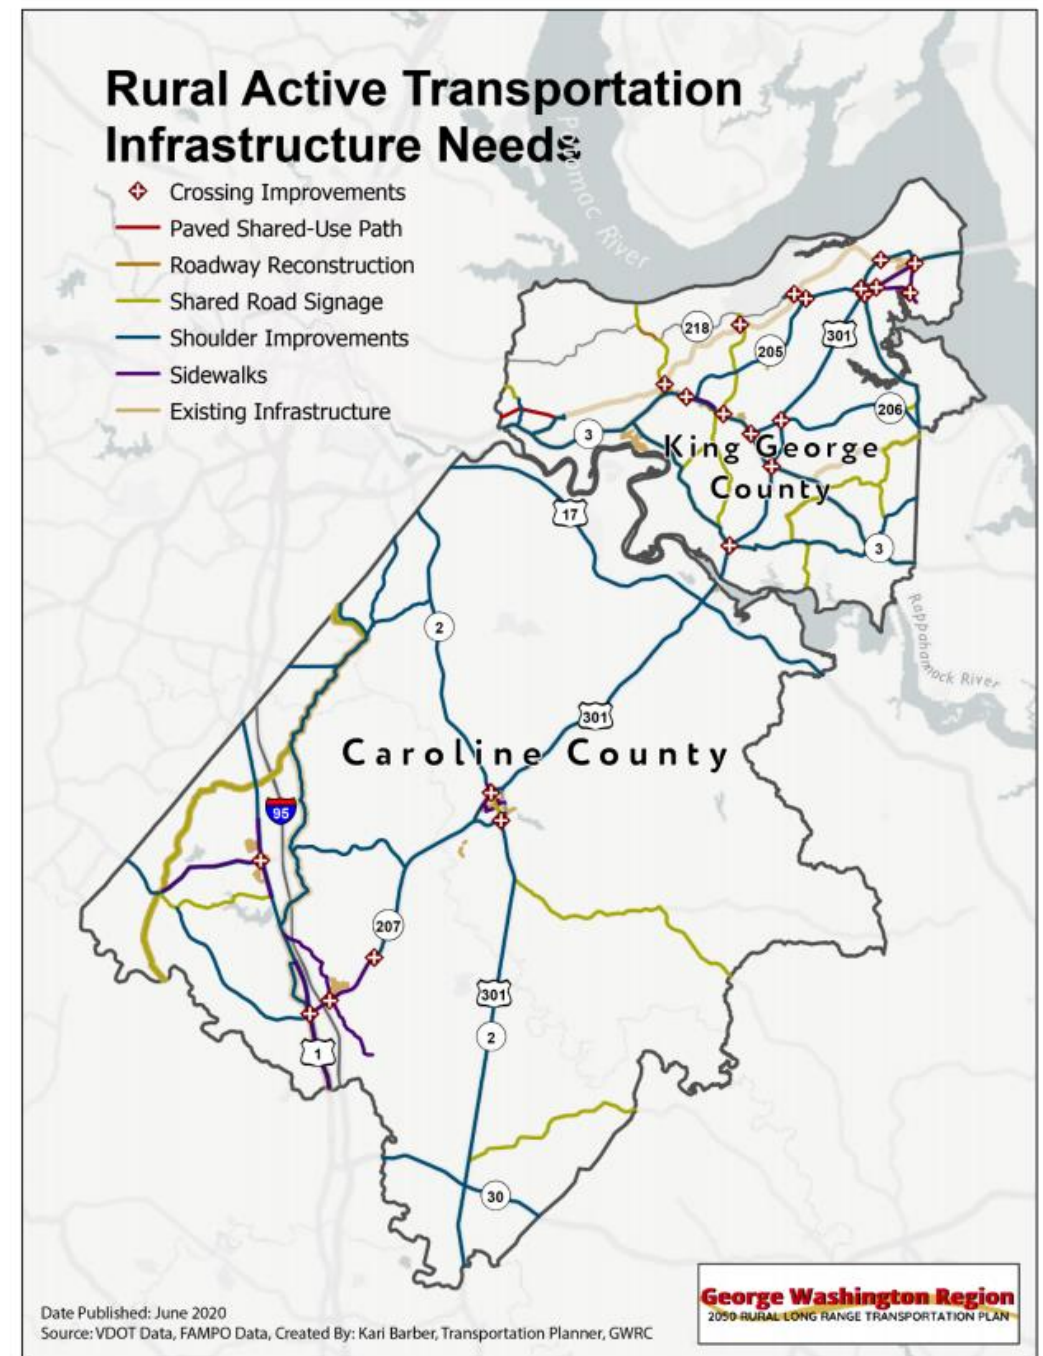 Rural Active Transportation
Infrastructure Needs
Crossing Improvements
Paved Shared-Use Path
Roadway Reconstruction
Shared Road Signage
Shoulder Improvements
Sidewalks
Existing Infrastructure
Potomac River
218
301
205
206
3
King George
County
17
3
2
Rappahannock River
301
Caroline County
95
207
301
2
1
30
George Washington Region
2050 RURAL LONG RANGE TRANSPORTATION PLAN
Date Published: June 2020
Source: VDOT Data, FAMPO Data, Created By: Kari Barber, Transportation Planner, GWRC